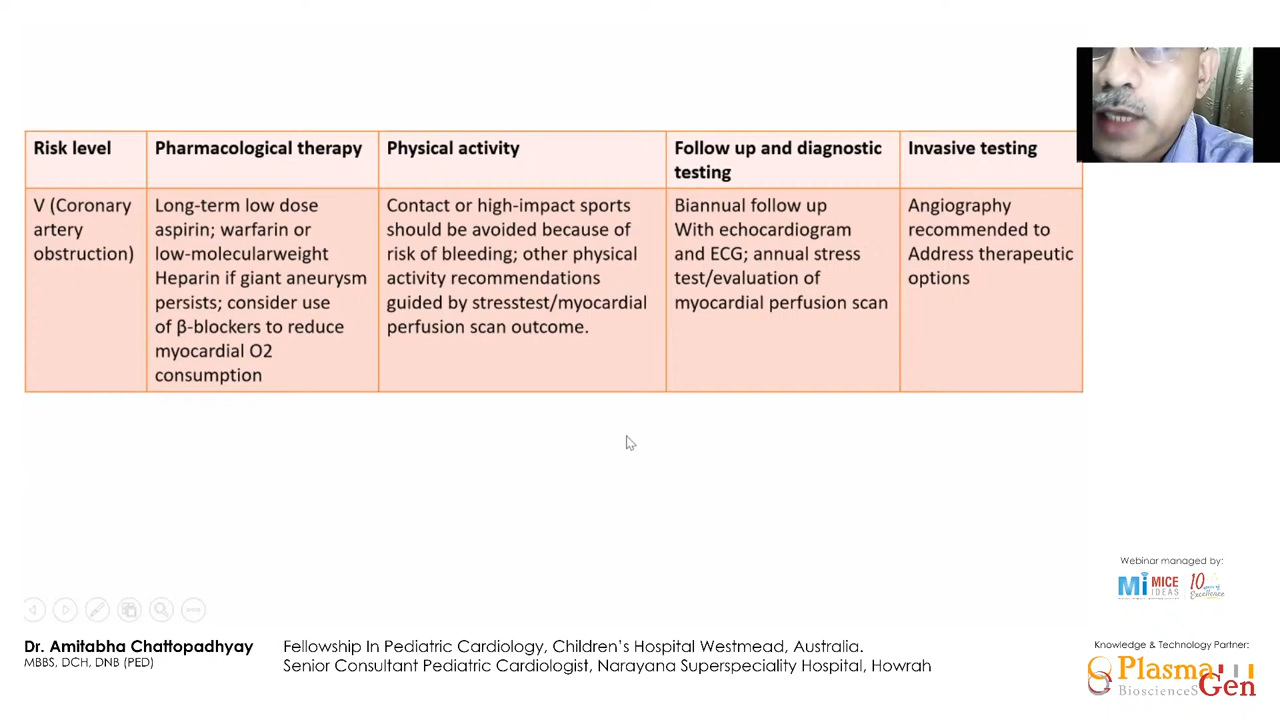 Risk level
Pharmacological therapy
Physical activity
Follow up and diagnostic
testing
Invasive testing
V (Coronary
artery
obstruction)
Long-term low dose
aspirin; warfarin or
low-molecularweight
Heparin if giant aneurysm
persists; consider use
of β-blockers to reduce
myocardial O2
consumption
Contact or high-impact sports
should be avoided because of
risk of bleeding; other physical
activity recommendations
guided by stresstest/myocardial
perfusion scan outcome.
Biannual follow up
With echocardiogram
and ECG; annual stress
test/evaluation of
myocardial perfusion scan
Angiography
recommended to
Address therapeutic
options
Webinar managed by:
Mi MICE IDEAS
10 years of Excellence
Dr. Amitabha Chattopadhyay
MBBS, DCH, DNB (PED)
Fellowship In Pediatric Cardiology, Children's Hospital Westmead, Australia.
Senior Consultant Pediatric Cardiologist, Narayana Superspeciality Hospital, Howrah
Knowledge & Technology Partner:
Plasma
BioscienceS Gen